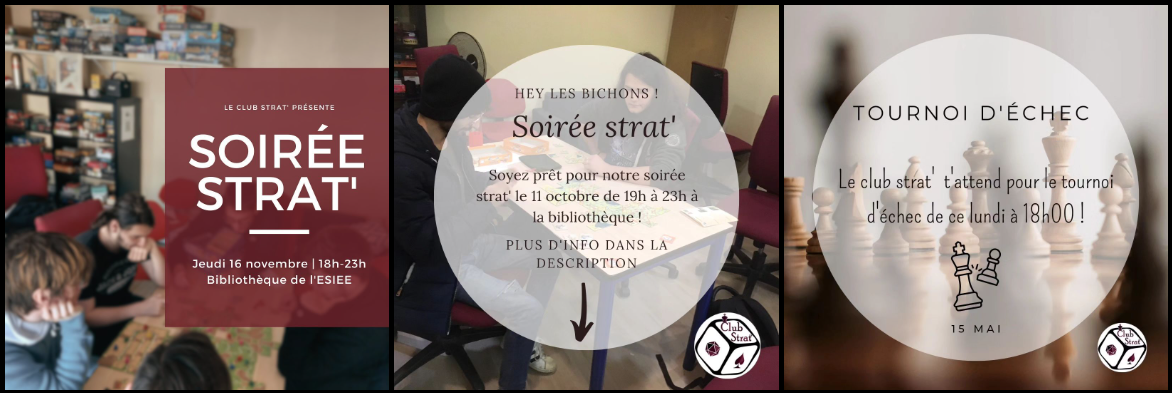 LE CLUB STRAT' PRÉSENTE
SOIRÉE
STRAT'
Jeudi 16 novembre | 18h-23h
Bibliothèque de l'ESIEE
HEY LES BICHONS !
Soirée strat'
Soyez prêt pour notre soirée
strat' le 11 octobre de 19h à 23h à
la bibliothèque !
PLUS D'INFO DANS LA
DESCRIPTION
Club
Strat'
TOURNOI D'ÉCHEC
Le club strat' t'attend pour le tournoi
d'échec de ce lundi à 18h00 !
15 MAI
Club
Strat'